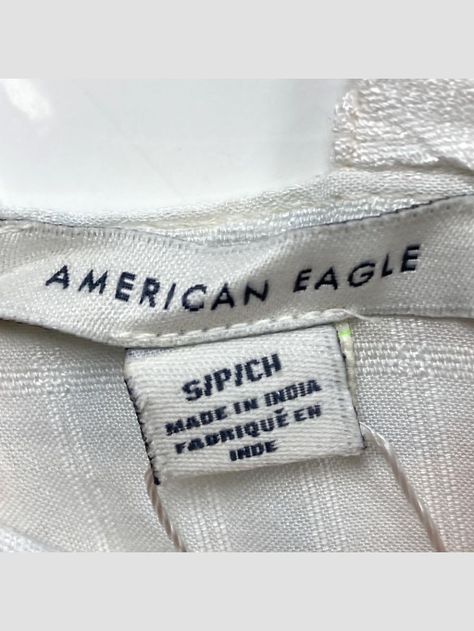 AMERICAN EAGLE
S/P/CH
MADE IN INDIA
FABRIQUÉ EN
INDE